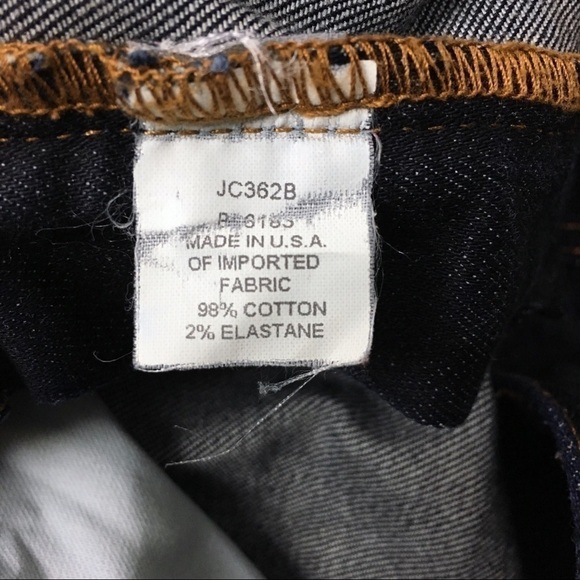 JC362B
MADE IN U.S.A.
OF IMPORTED
FABRIC
98% COTTON
2% ELASTANE